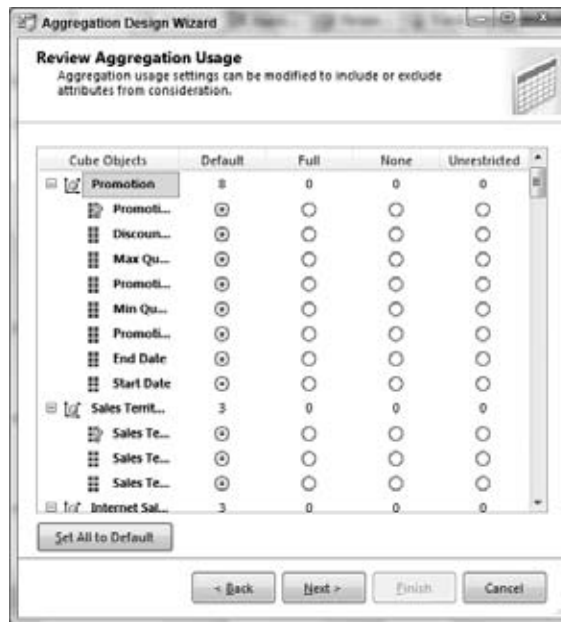 Aggregation Design Wizard
Review Aggregation Usage
Aggregation usage settings can be modified to include or exclude
attributes from consideration.
Cube Objects Default Full None Unrestricted
Promotion 8 0 0 0
Promoti...
Discoun...
Max Qu...
Promoti...
Min Qu...
Promoti...
End Date
Start Date
Sales Territ... 3 0 0 0
Sales Te...
Sales Te...
Sales Te...
Internet Sal... 3 0 0 0
Set All to Default
< Back Next > Finish Cancel